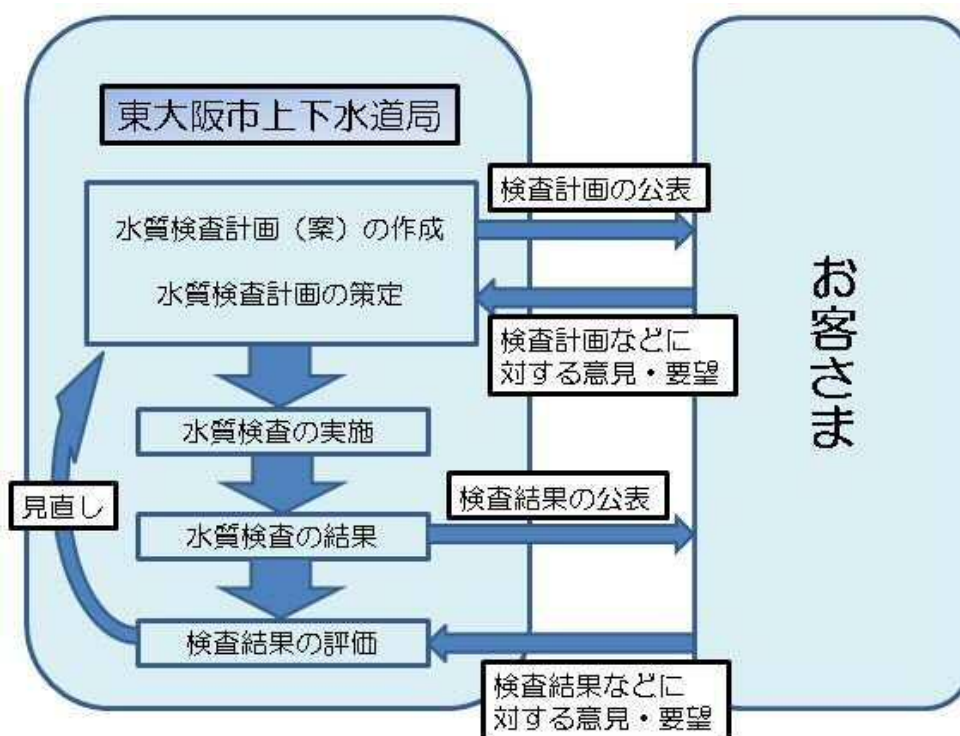 東大阪市上下水道局
検査計画の公表
水質検査計画（案）の作成
水質検査計画の策定
検査計画などに
対する意見・要望
お客さま
水質検査の実施
見直し
検査結果の公表
水質検査の結果
検査結果の評価
検査結果などに
対する意見・要望